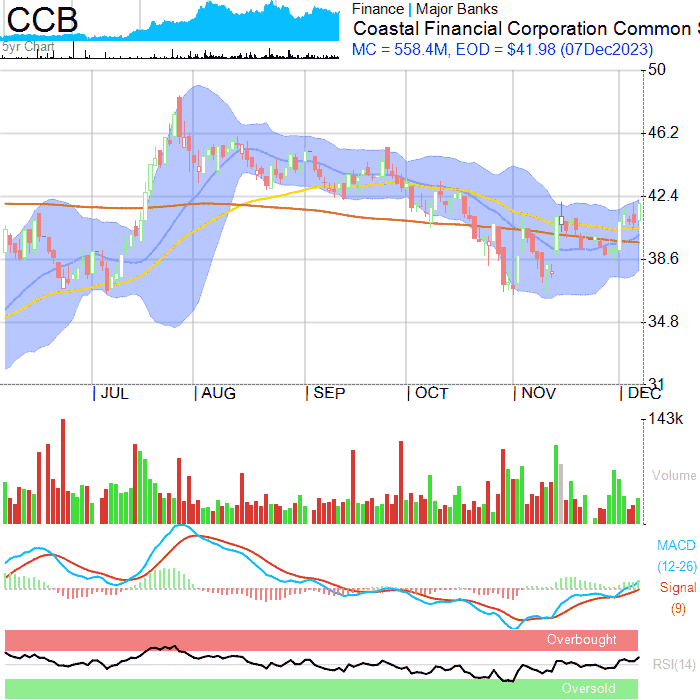 CCB
5yr Chart
Finance | Major Banks
Coastal Financial Corporation Common S
MC = 558.4M, EOD = $41.98 (07Dec2023)
50
46.2
42.4
38.6
34.8
31
JUL AUG SEP OCT NOV DEC
143k
Volume
MACD
(12-26)
Signal
(9)
Overbought
RSI(14)
Oversold